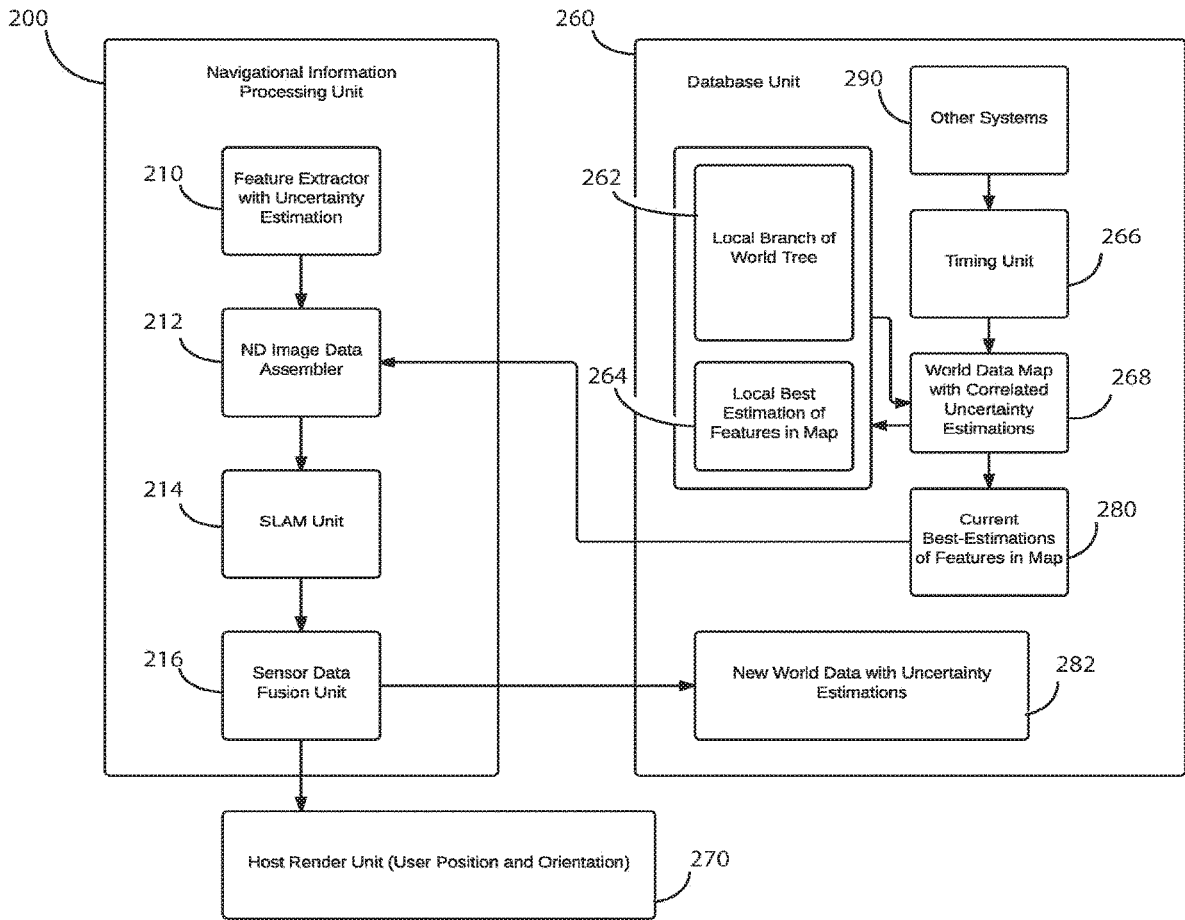 200
Navigational Information
Processing Unit
210
Feature Extractor
with Uncertainty
Estimation
212
ND Image Data
Assembler
214
SLAM Unit
216
Sensor Data
Fusion Unit
260
Database Unit
290
Other Systems
262
Local Branch of
World Tree
Timing Unit
266
264
Local Best
Estimation of
Features in Map
World Data Map
with Correlated
Uncertainty
Estimations
268
Current
Best-Estimations
of Features in Map
280
New World Data with Uncertainty
Estimations
282
Host Render Unit (User Position and Orientation)
270